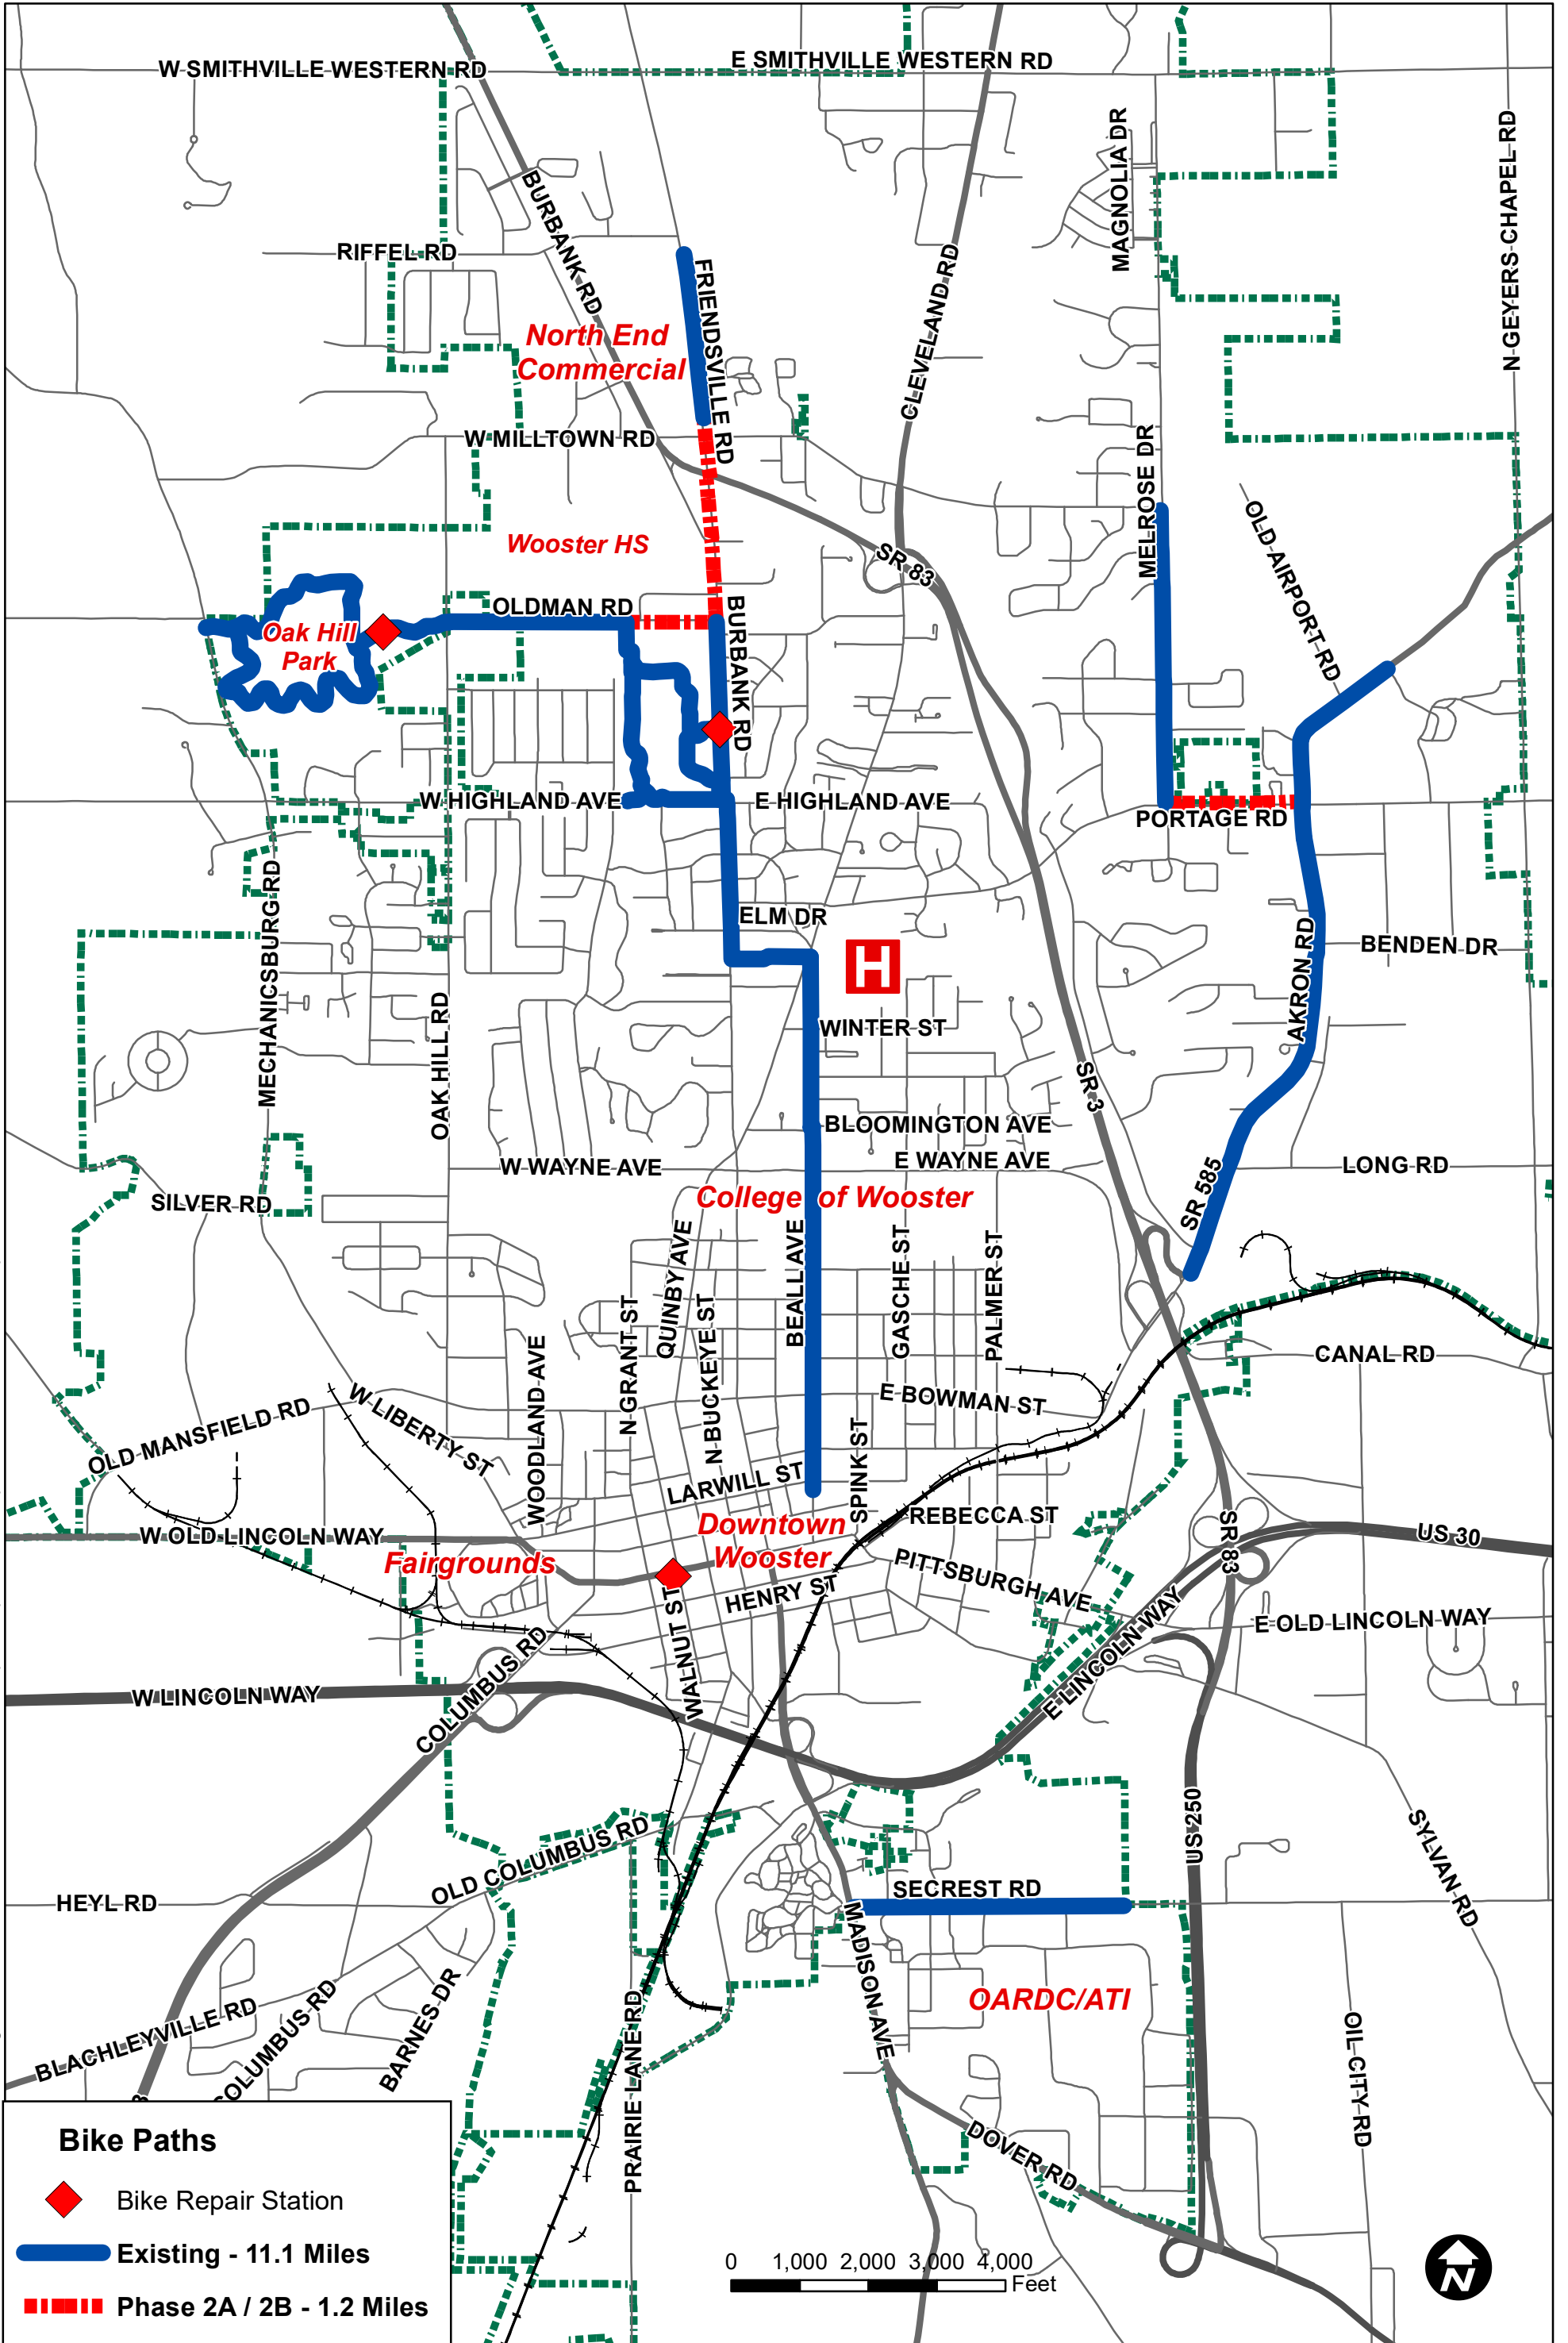 W SMITHVILLE WESTERN RD
E SMITHVILLE WESTERN RD
MAGNOLIA DR
N GEYERS CHAPEL RD
BURBANK RD
RIFFEL RD
FRIENDSVILLE RD
CLEVELAND RD
North End
Commercial
W MILLTOWN RD
MELROSE DR
Wooster HS
OLD AIRPORT RD
SR 83
OLDMAN RD
BURBANK RD
Oak Hill
Park
W HIGHLAND AVE
E HIGHLAND AVE
PORTAGE RD
MECHANICSBURG RD
ELM DR
H
AKRON RD
BENDEN DR
OAK HILL RD
WINTER ST
SR 3
BLOOMINGTON AVE
W WAYNE AVE
E WAYNE AVE
LONG RD
SILVER RD
College of Wooster
SR 585
QUINBY AVE
BEALL AVE
GASCHE ST
PALMER ST
N GRANT ST
N BUCKEYE ST
WOODLAND AVE
CANAL RD
OLD MANSFIELD RD
W LIBERTY ST
E BOWMAN ST
LARWILL ST
SPINK ST
REBECCA ST
W OLD LINCOLN WAY
Downtown
Wooster
Fairgrounds
SR 83
US 30
PITTSBURGH AVE
HENRY ST
WALNUT ST
E OLD LINCOLN WAY
COLUMBUS RD
E LINCOLN WAY
W LINCOLN WAY
US 250
SYLVAN RD
OLD COLUMBUS RD
HEYL RD
SECREST RD
MADISON AVE
OARDC/ATI
BLACHLEYVILLE RD
COLUMBUS RD
BARNES DR
PRAIRIE LANE RD
OIL CITY RD
DOVER RD
Bike Paths
Bike Repair Station
Existing - 11.1 Miles
Phase 2A / 2B - 1.2 Miles
0 1,000 2,000 3,000 4,000
Feet
N